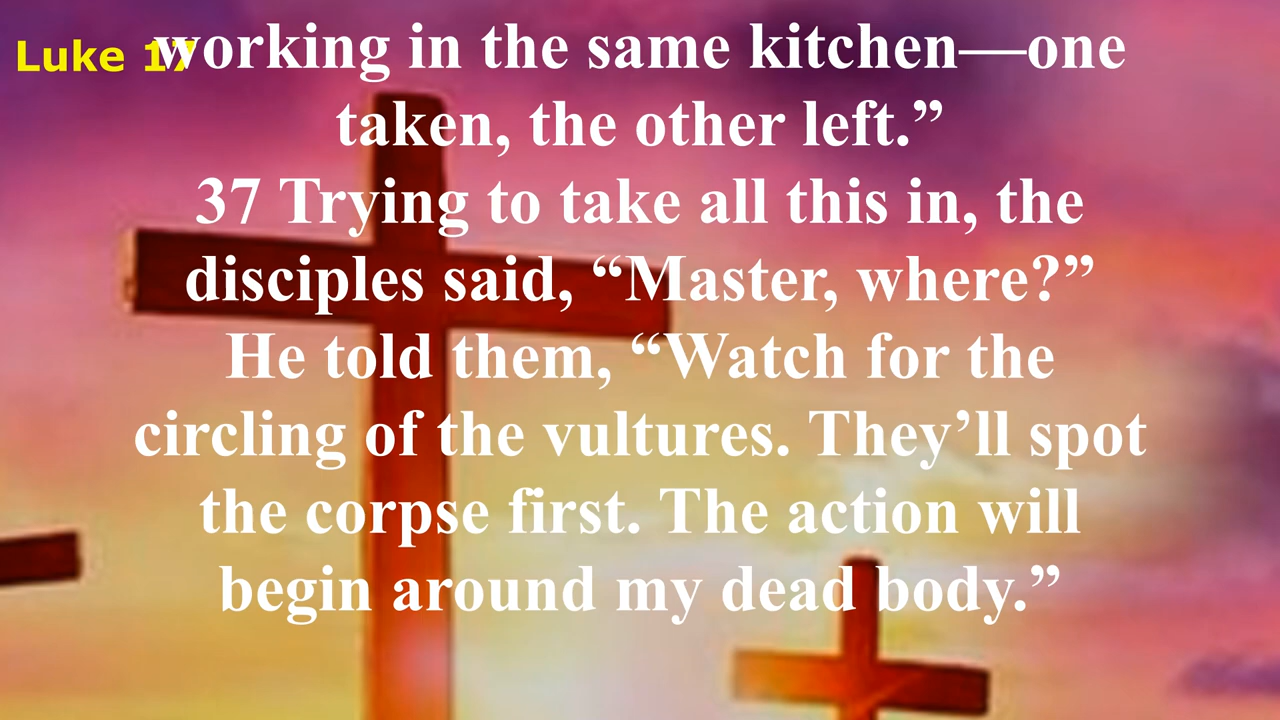 Luke 17
working in the same kitchen—one
taken, the other left.”
37 Trying to take all this in, the
disciples said, “Master, where?”
He told them, “Watch for the
circling of the vultures. They’ll spot
the corpse first. The action will
begin around my dead body.”